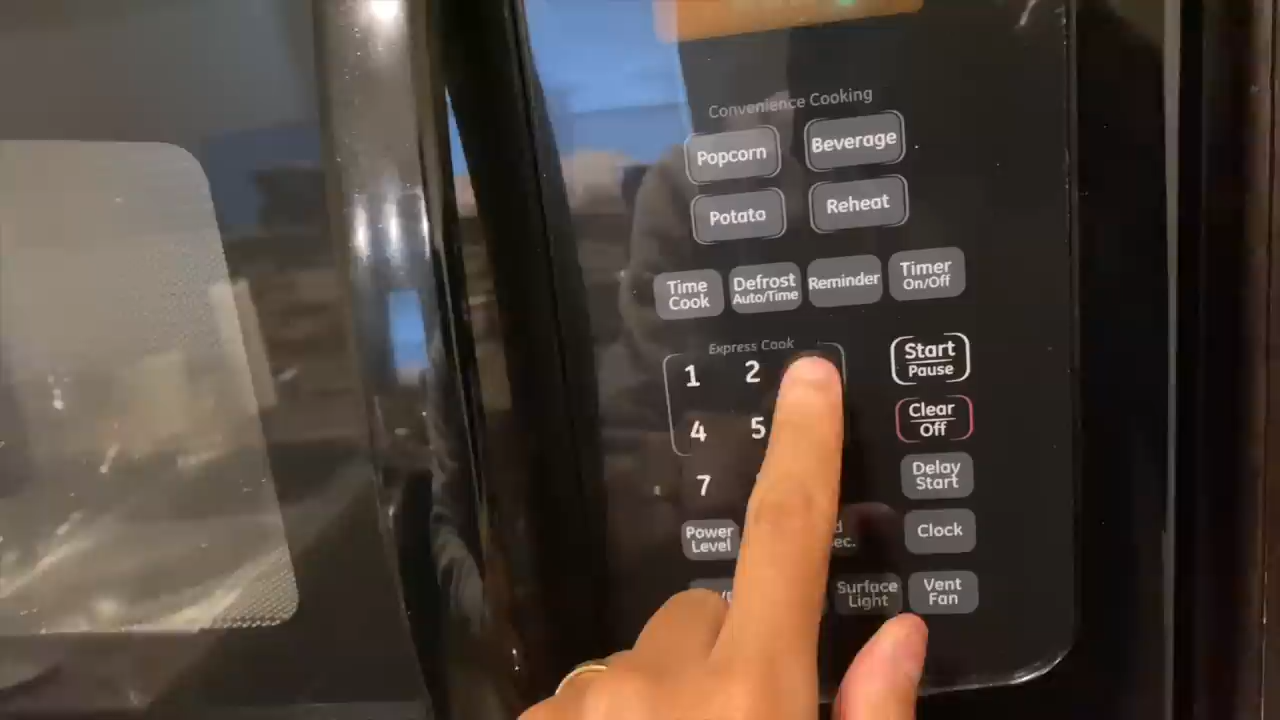 Convenience Cooking
Popcorn
Beverage
Potato
Reheat
Time
Cook
Defrost
Auto/Time
Reminder
Timer
On/Off
Express Cook
1 2
Start
Pause
4 5
Clear
Off
7
Delay
Start
Power
Level
ec.
Clock
Surface
Light
Vent
Fan